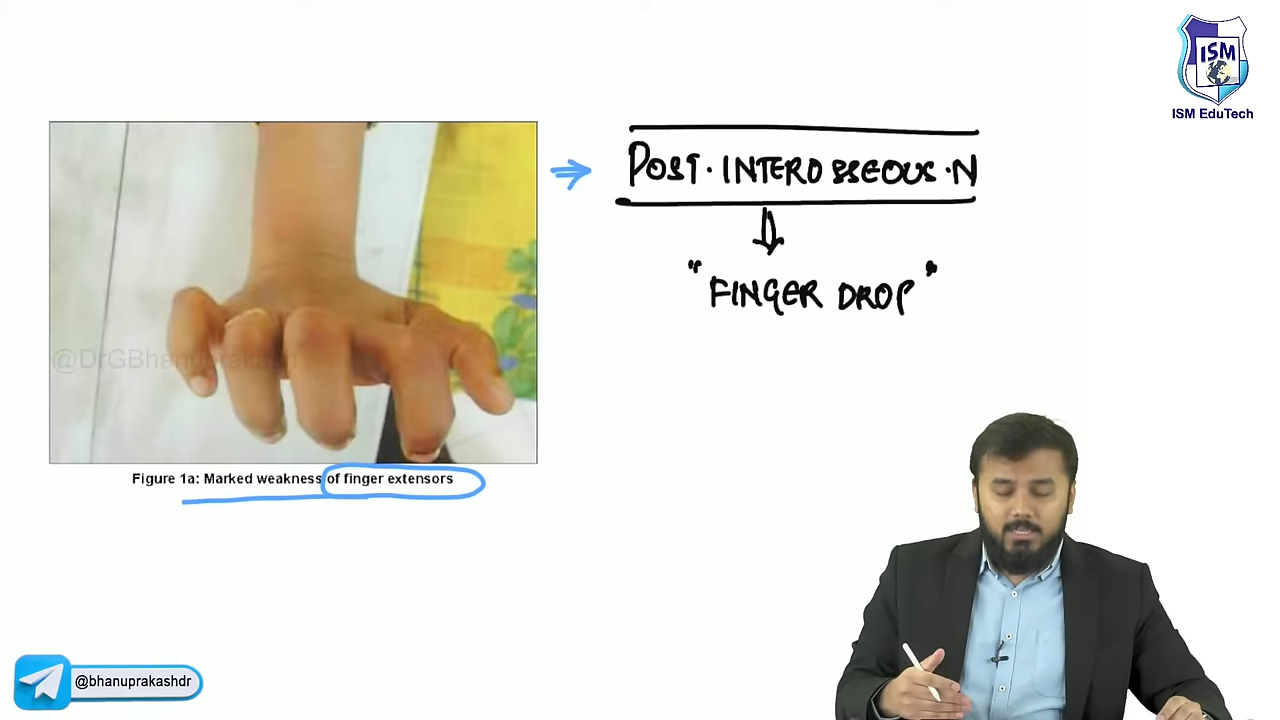 ISM
ISM EduTech
POST. INTEROSSEOUS. N
"FINGER DROP"
@DrGBhanuprakash
Figure 1a: Marked weakness of finger extensors
@bhanuprakashdr